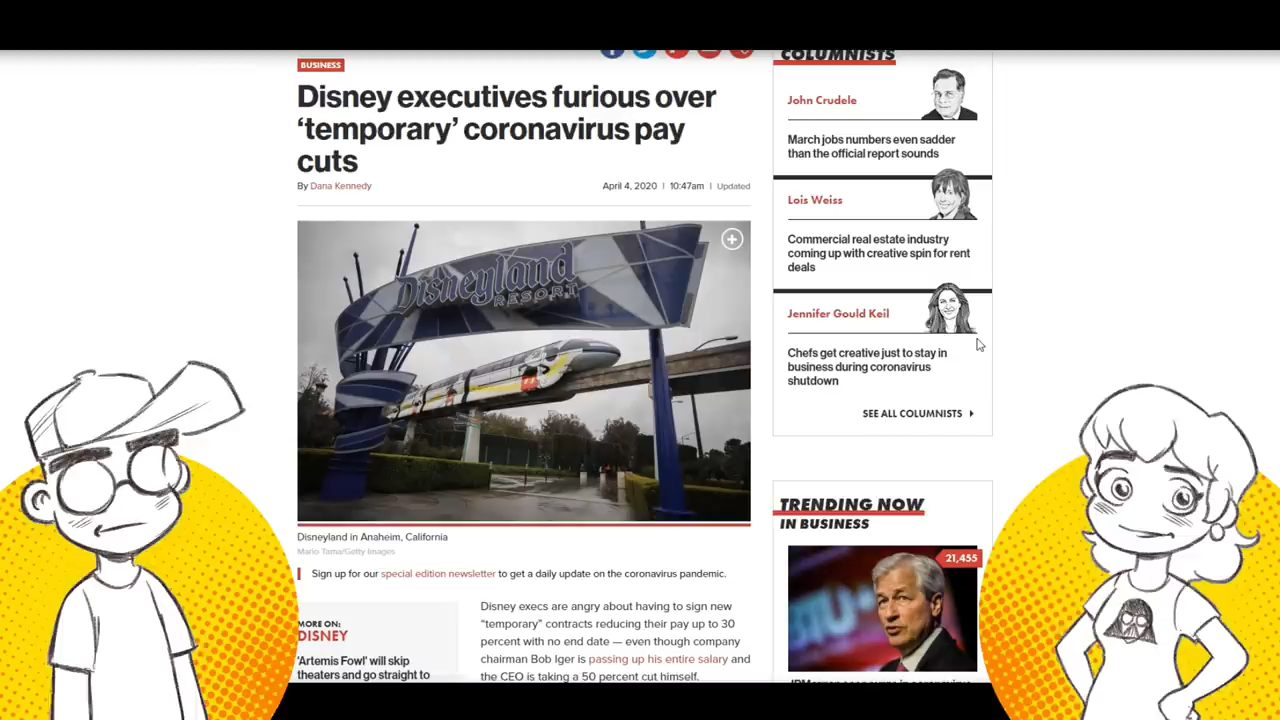 COLUMNISTS
BUSINESS
Disney executives furious over
‘temporary’ coronavirus pay
cuts
By Dana Kennedy
April 4, 2020 | 10:47am | Updated
Disneyland
RESORT
Disneyland in Anaheim, California
Mario Tama/Getty Images
Sign up for our special edition newsletter to get a daily update on the coronavirus pandemic.
MORE ON:
DISNEY
'Artemis Fowl' will skip
theaters and go straight to
Disney execs are angry about having to sign new
“temporary” contracts reducing their pay up to 30
percent with no end date — even though company
chairman Bob Iger is passing up his entire salary and
the CEO is taking a 50 percent cut himself.
John Crudele
March jobs numbers even sadder
than the official report sounds
Lois Weiss
Commercial real estate industry
coming up with creative spin for rent
deals
Jennifer Gould Keil
Chefs get creative just to stay in
business during coronavirus
shutdown
SEE ALL COLUMNISTS
TRENDING NOW
IN BUSINESS
21,455